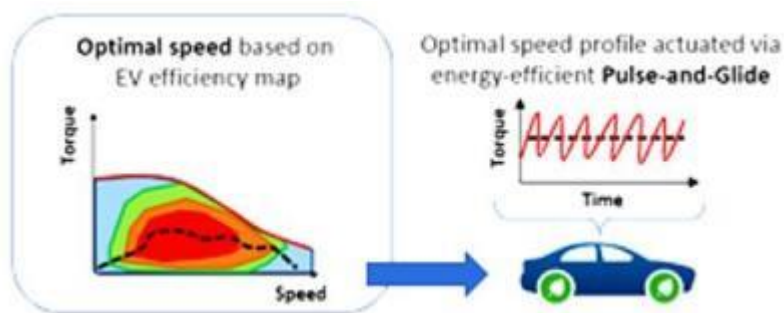 Optimal speed based on
EV efficiency map
Torque
Speed
Optimal speed profile actuated via
energy-efficient Pulse-and-Glide
Torque
Time